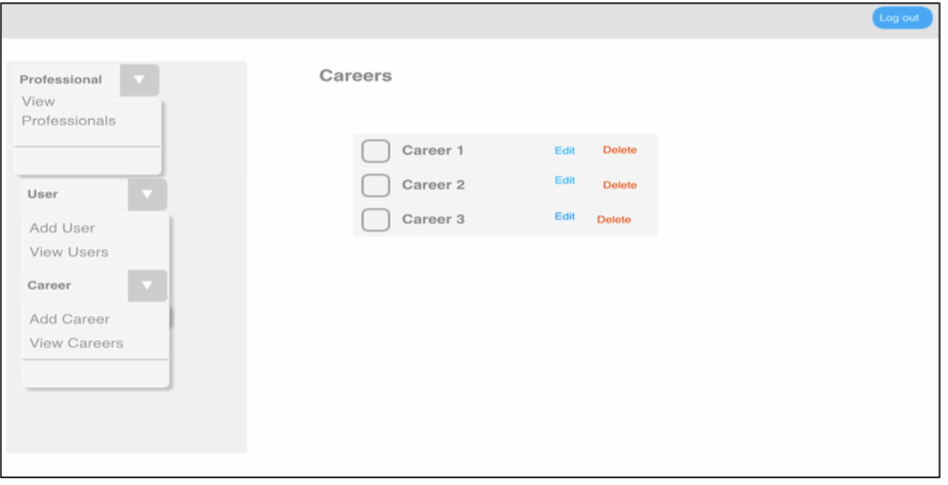 Log out
Professional
View
Professionals
User
Add User
View Users
Career
Add Career
View Careers
Careers
Career 1 Edit Delete
Career 2 Edit Delete
Career 3 Edit Delete